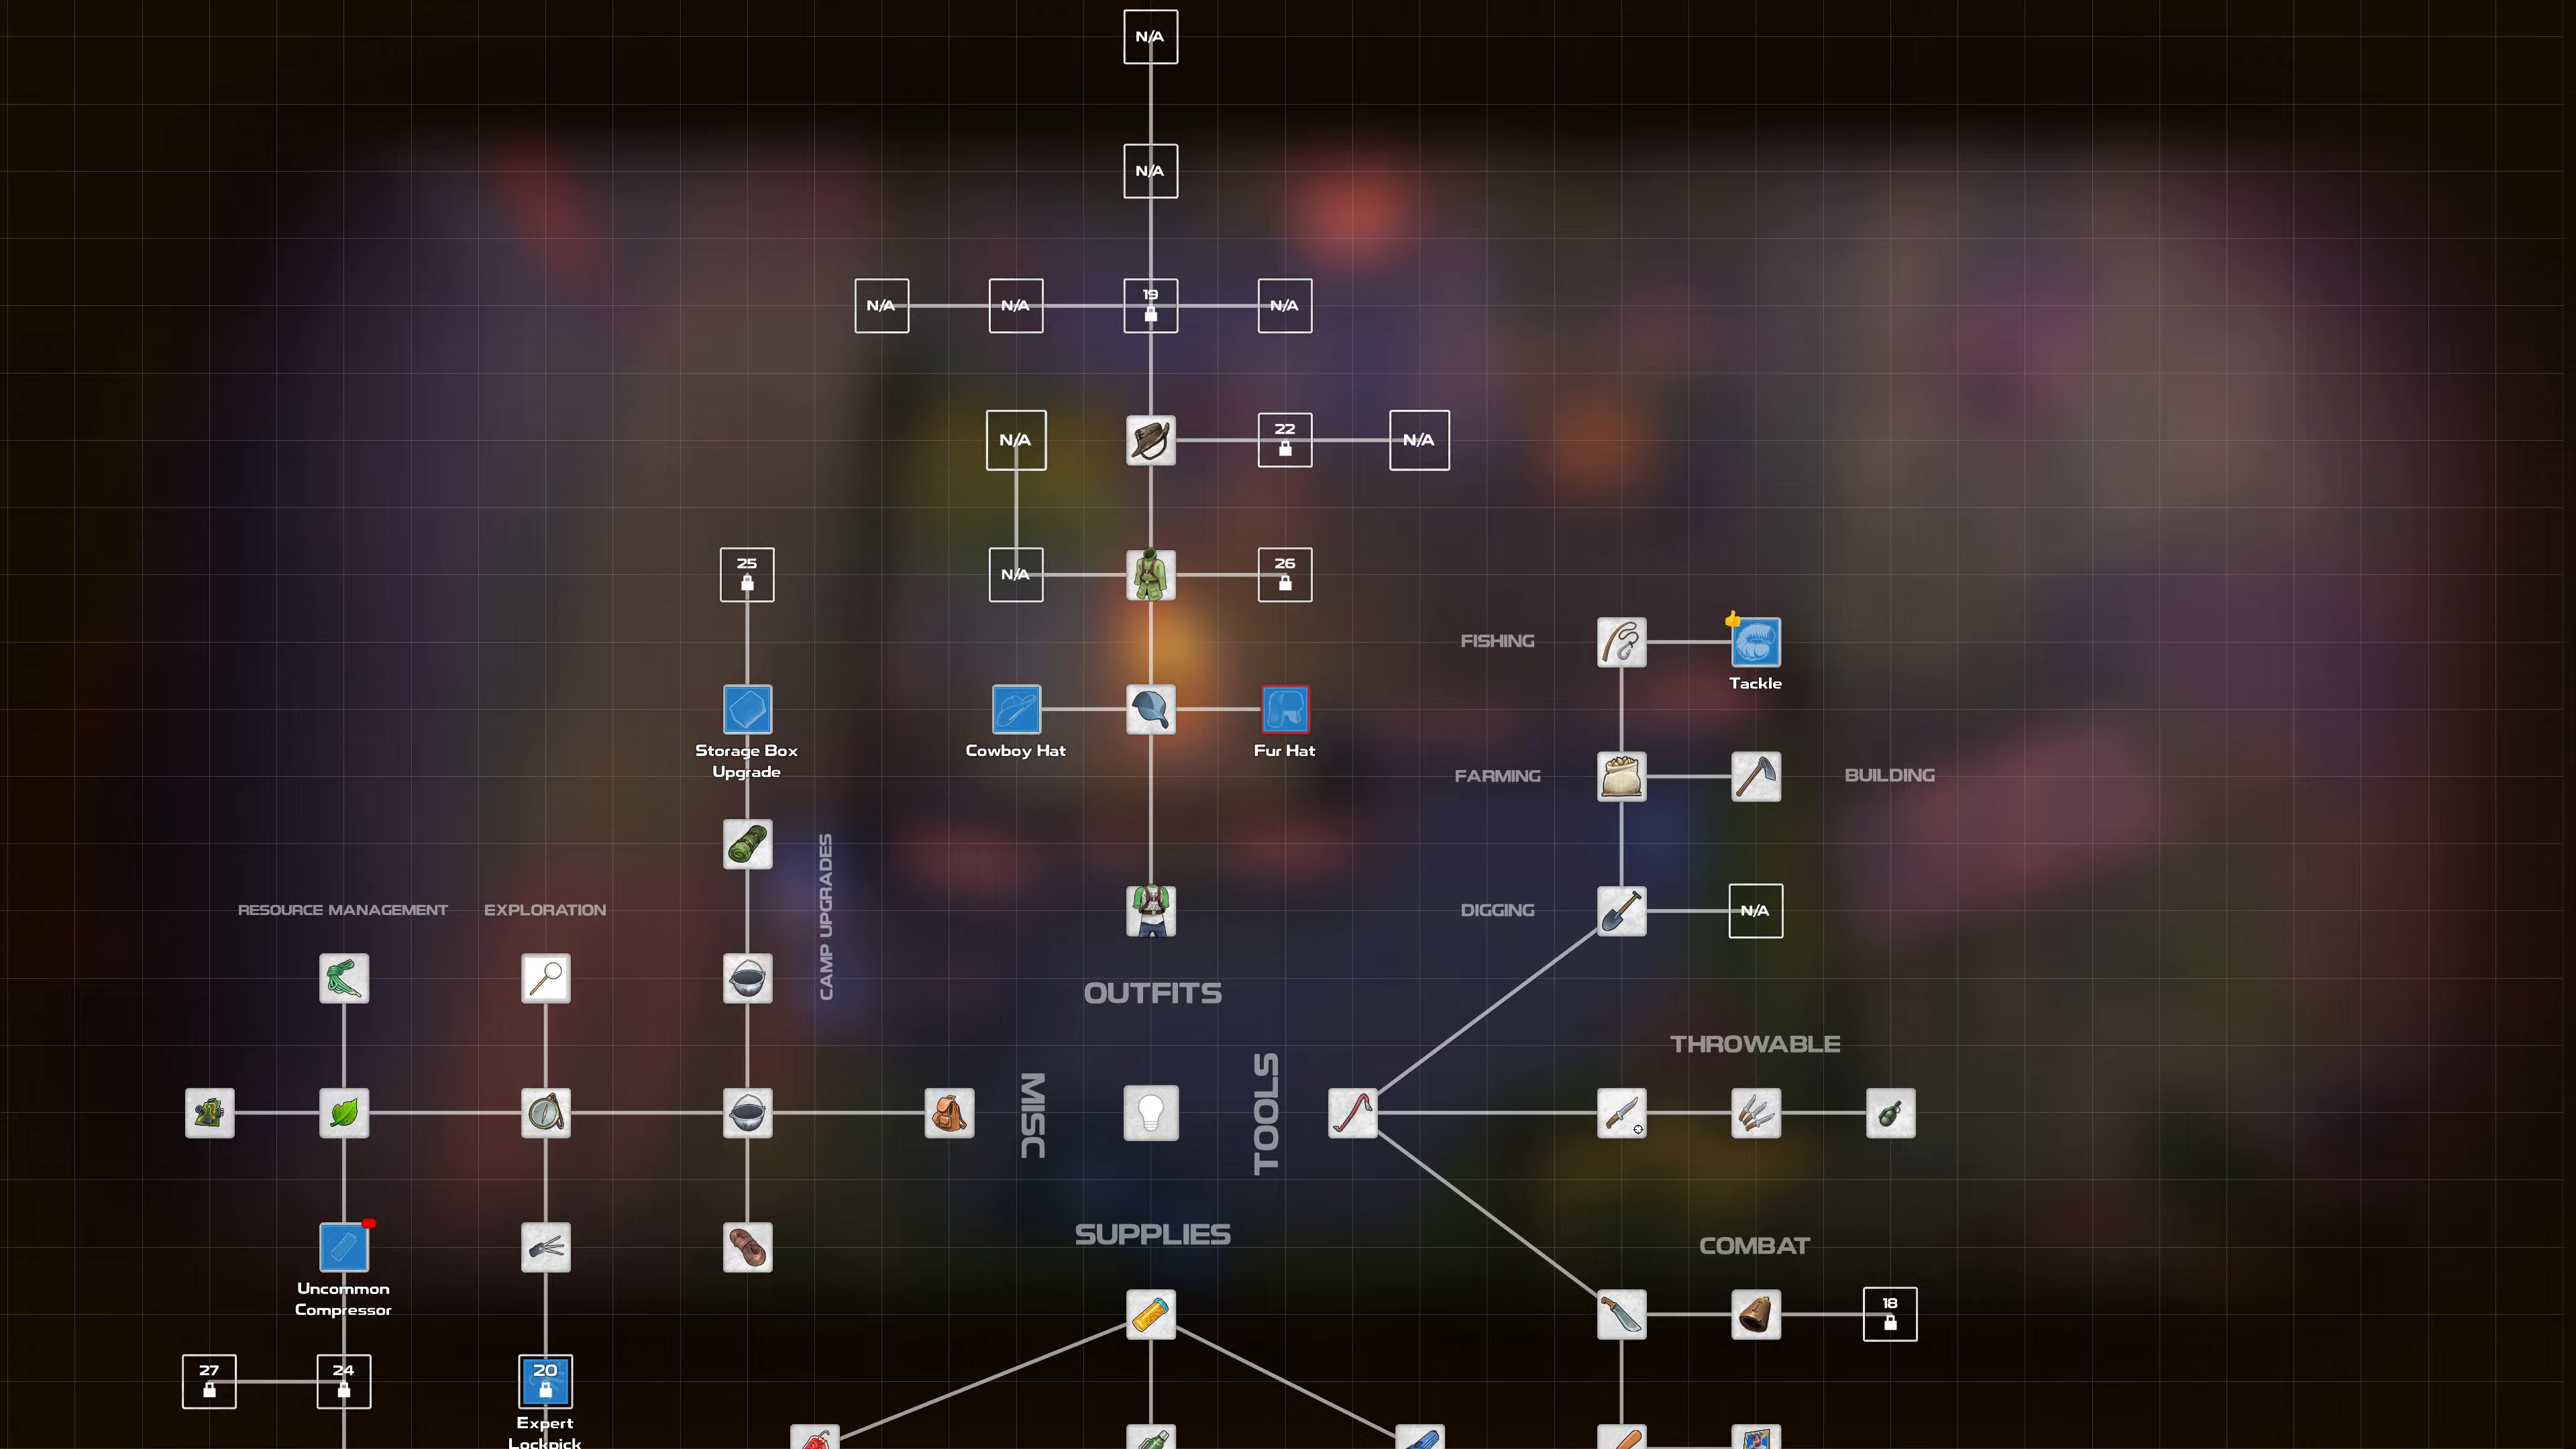 N/A
N/A
N/A
N/A
19
N/A
N/A
22
N/A
25
N/A
26
FISHING
Tackle
Storage Box
Upgrade
Cowboy Hat
Fur Hat
FARMING
BUILDING
CAMP UPGRADES
RESOURCE MANAGEMENT
EXPLORATION
DIGGING
N/A
OUTFITS
THROWABLE
MISC
TOOLS
SUPPLIES
COMBAT
Uncommon
Compressor
18
27
24
20
Expert
Lockpick